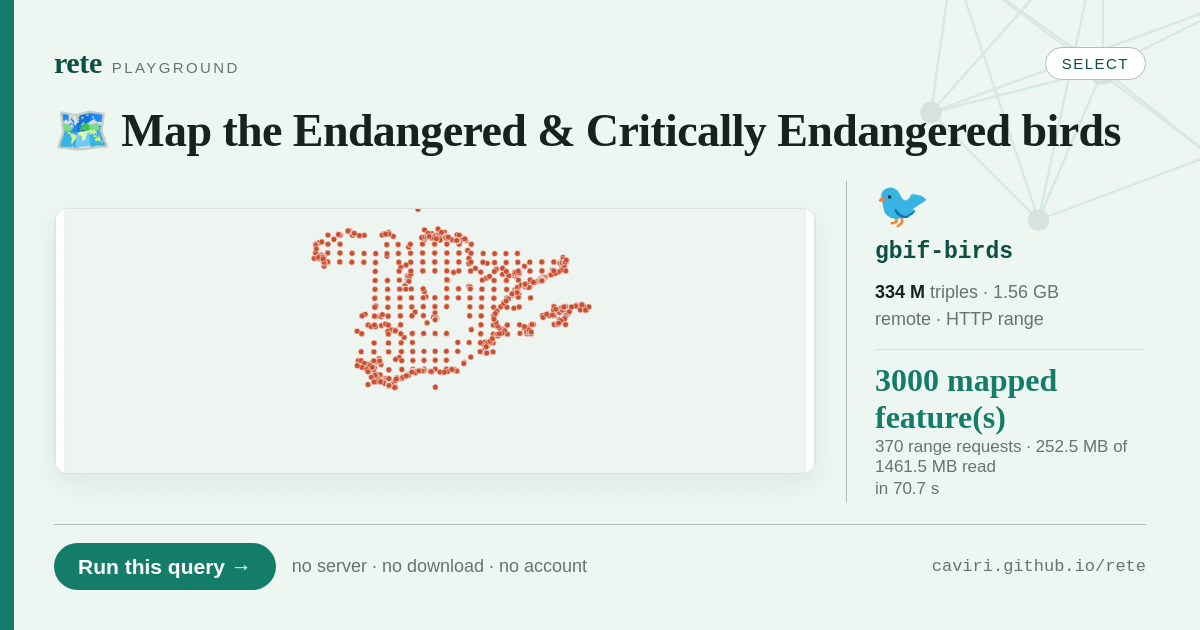 rete PLAYGROUND
SELECT
Map the Endangered & Critically Endangered birds
gbif-birds
334 M triples · 1.56 GB
remote · HTTP range
3000 mapped
feature(s)
370 range requests · 252.5 MB of
1461.5 MB read
in 70.7 s
Run this query →
no server · no download · no account
caviri.github.io/rete